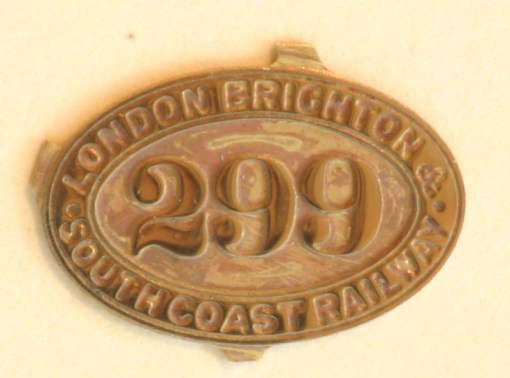 LONDON BRIGHTON &
299
SOUTH COAST RAILWAY